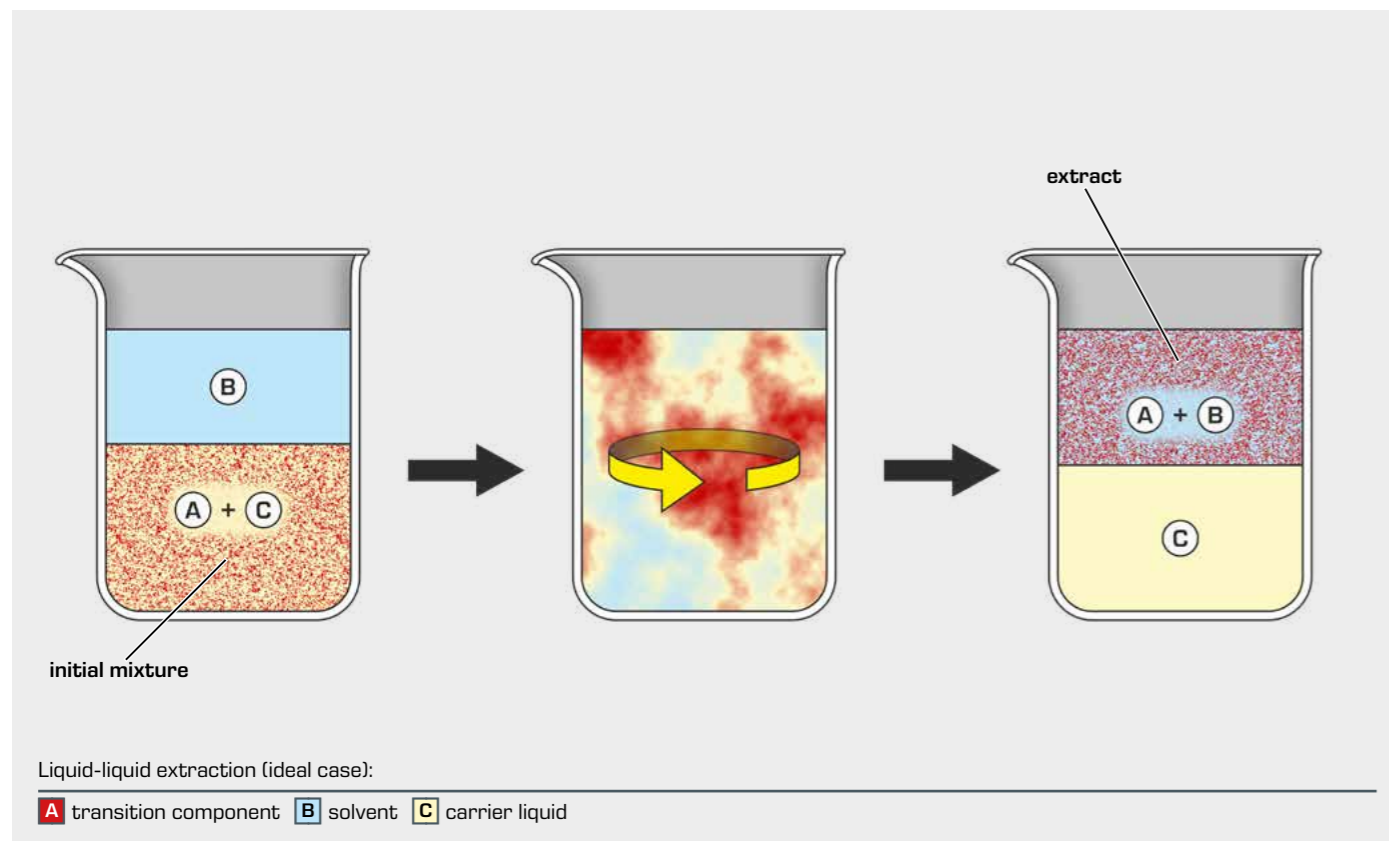 extract
B
A + C
A + B
C
initial mixture
Liquid-liquid extraction (ideal case):
A transition component B solvent C carrier liquid